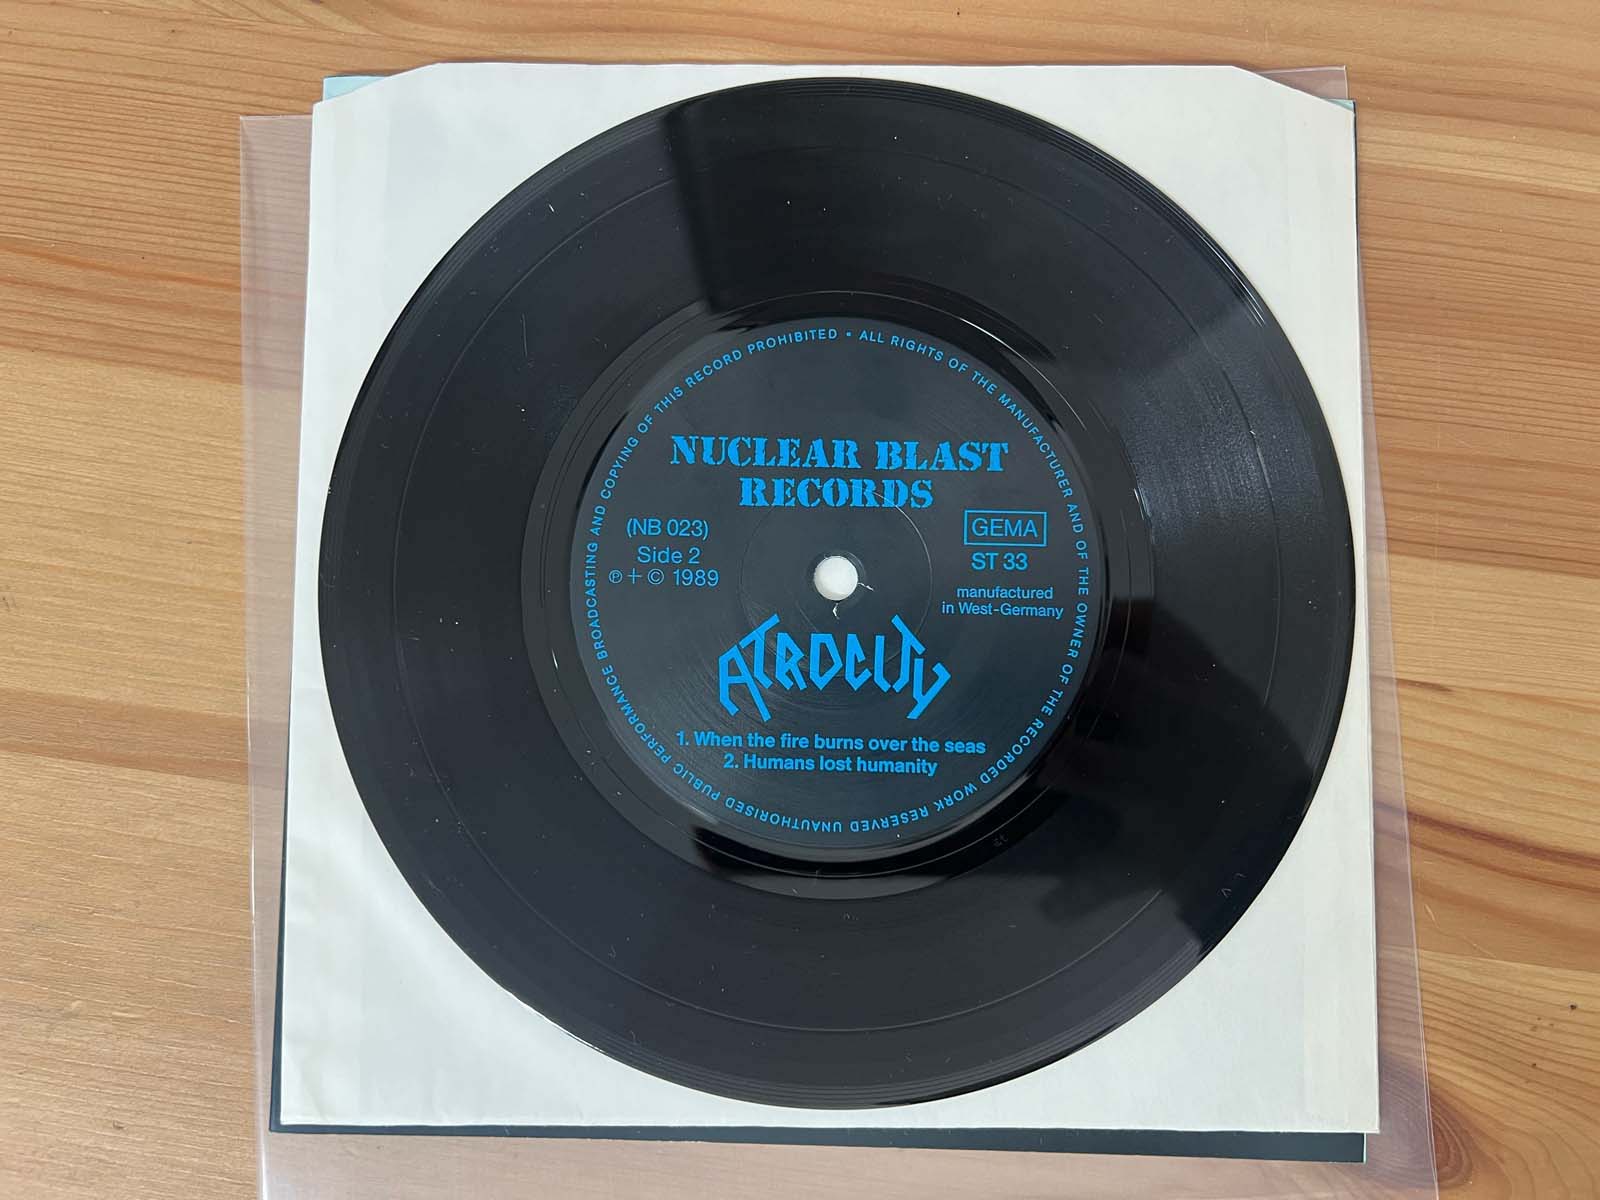 ALL RIGHTS OF THE MANUFACTURER AND OF THE OWNER OF THE RECORDED WORK RESERVED UNAUTHORISED PUBLIC PERFORMANCE BROADCASTING AND COPYING OF THIS RECORD PROHIBITED •
NUCLEAR BLAST
RECORDS
(NB 023)
Side 2
℗ + © 1989
GEMA
ST 33
manufactured
in West-Germany
ATROCITY
1. When the fire burns over the seas
2. Humans lost humanity